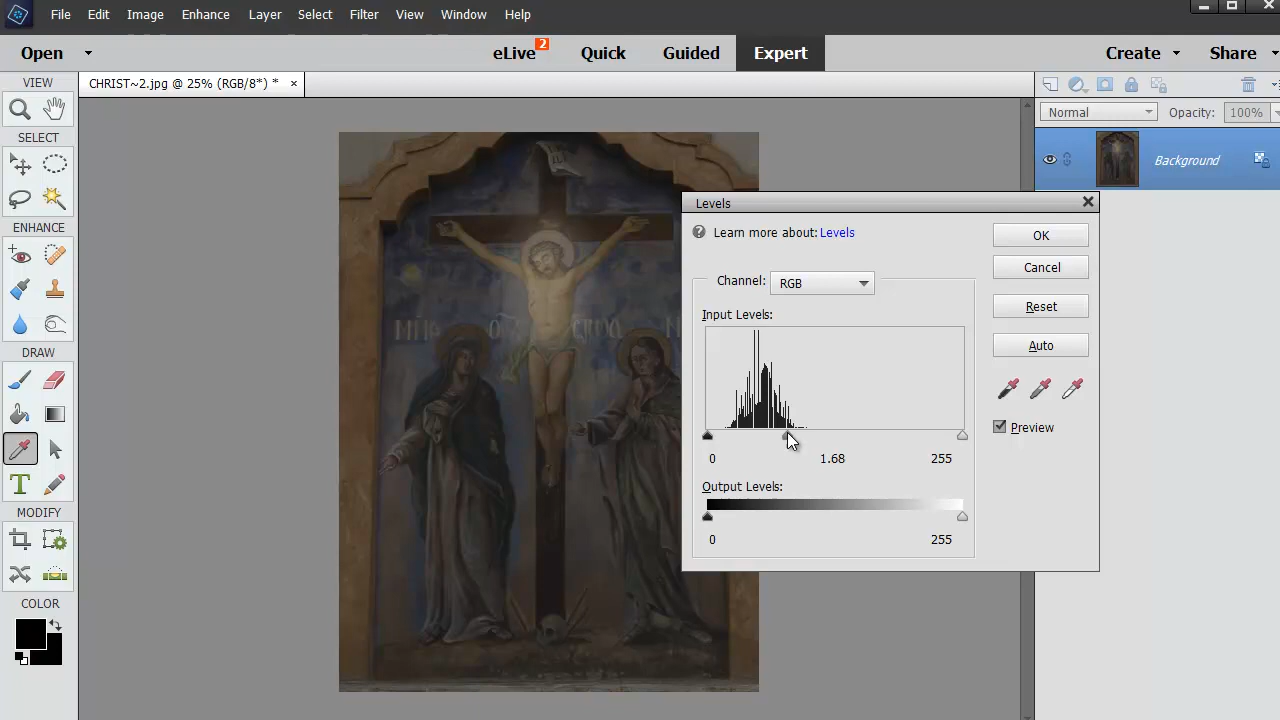 File Edit Image Enhance Layer Select Filter View Window Help
Open eLive 2 Quick Guided Expert Create Share
VIEW
CHRIST~2.jpg @ 25% (RGB/8*) * ×
Normal Opacity: 100%
SELECT
Background
ENHANCE
DRAW
MODIFY
COLOR
Levels
Learn more about: Levels
OK
Channel: RGB
Cancel
Input Levels:
Reset
Auto
Preview
0 1.68 255
Output Levels:
0 255